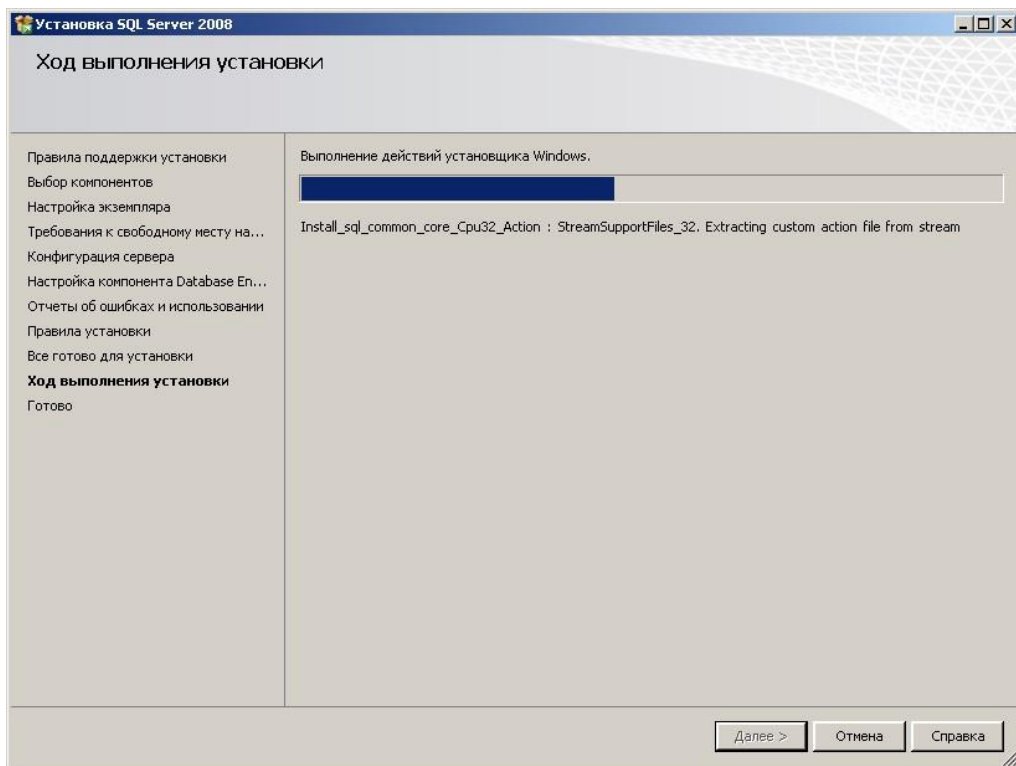 Установка SQL Server 2008
Ход выполнения установки
Правила поддержки установки
Выбор компонентов
Настройка экземпляра
Требования к свободному месту на...
Конфигурация сервера
Настройка компонента Database En...
Отчеты об ошибках и использовании
Правила установки
Все готово для установки
Ход выполнения установки
Готово
Выполнение действий установщика Windows.
Install_sql_common_core_Cpu32_Action : StreamSupportFiles_32. Extracting custom action file from stream
Далее >
Отмена
Справка